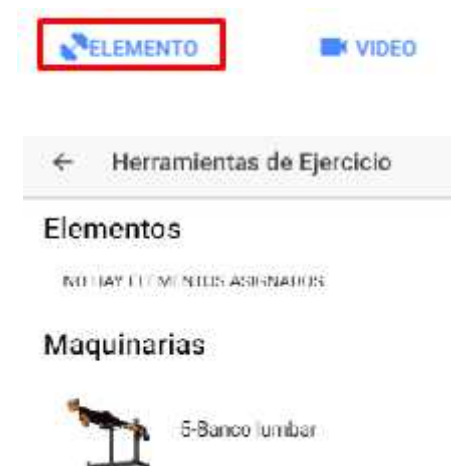 ELEMENTO VIDEO
Herramientas de Ejercicio
Elementos
NO HAY ELEMENTOS ASIGNADOS
Maquinarias
5-Banco lumbar